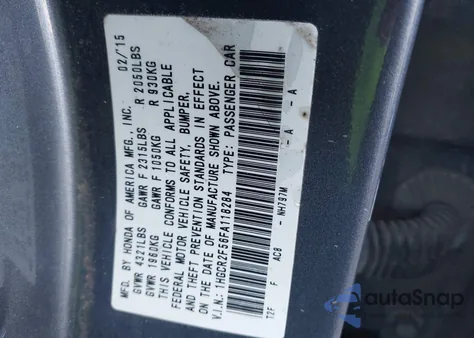 MFD. BY HONDA OF AMERICA MFG., INC. 02/'15
GVWR 4321LBS GAWR F 2315LBS R 2050LBS
GVWR 1960KG GAWR F 1050KG R 930KG
THIS VEHICLE CONFORMS TO ALL APPLICABLE
FEDERAL MOTOR VEHICLE SAFETY, BUMPER,
AND THEFT PREVENTION STANDARDS IN EFFECT
ON THE DATE OF MANUFACTURE SHOWN ABOVE.
V.I.N.: 1HGCR2F56FA118284 TYPE: PASSENGER CAR
T2F F AC8 - NH797M - A - A
AutoSnap